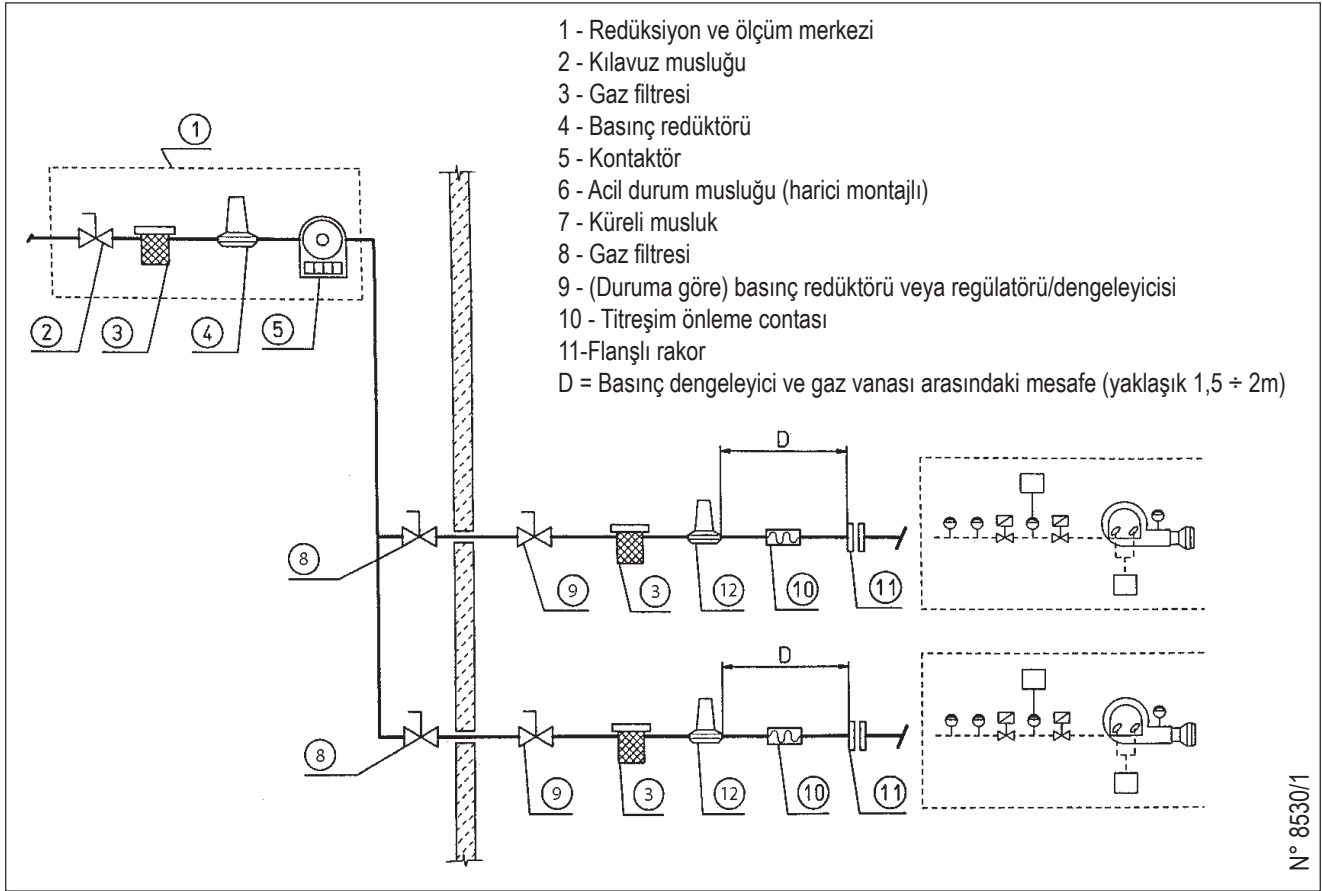 1 - Redüksiyon ve ölçüm merkezi
2 - Kılavuz musluğu
3 - Gaz filtresi
4 - Basınç redüktörü
5 - Kontaktör
6 - Acil durum musluğu (harici montajlı)
7 - Küreli musluk
8 - Gaz filtresi
9 - (Duruma göre) basınç redüktörü veya regülatörü/dengeleyicisi
10 - Titreşim önleme contası
11-Flanşlı rakor
D = Basınç dengeleyici ve gaz vanası arasındaki mesafe (yaklaşık 1,5 ÷ 2m)
1
2 3 4 5
D
8 9 3 12 10 11
D
8 9 3 12 10 11
N° 8530/1